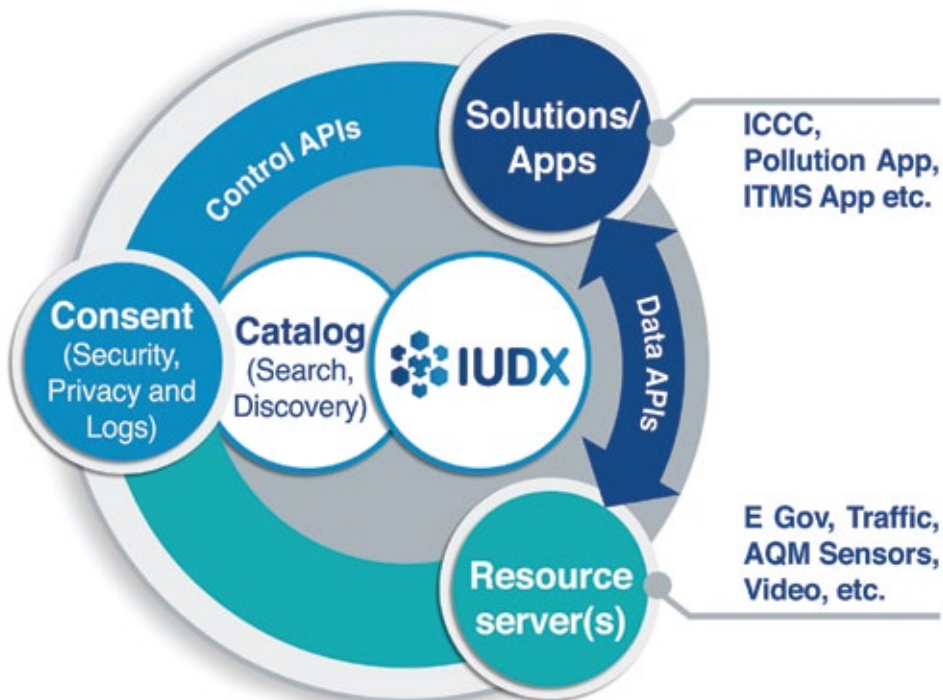 Control APIs
Solutions/
Apps
ICCC,
Pollution App,
ITMS App etc.
Consent
(Security,
Privacy and
Logs)
Catalog
(Search,
Discovery)
IUDX
Data APIs
Resource
server(s)
E Gov, Traffic,
AQM Sensors,
Video, etc.